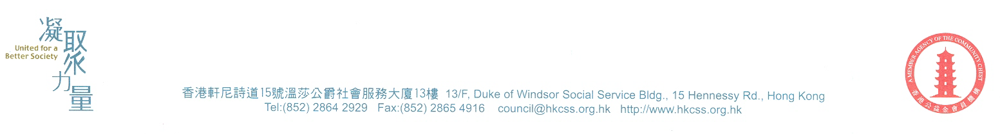 凝聚力量
United for a
Better Society
香港軒尼詩道15號溫莎公爵社會服務大廈13樓 13/F, Duke of Windsor Social Service Bldg., 15 Hennessy Rd., Hong Kong
Tel:(852) 2864 2929 Fax:(852) 2865 4916 council@hkcss.org.hk http://www.hkcss.org.hk
A MEMBER AGENCY OF THE COMMUNITY CHEST
香港公益金會員機構